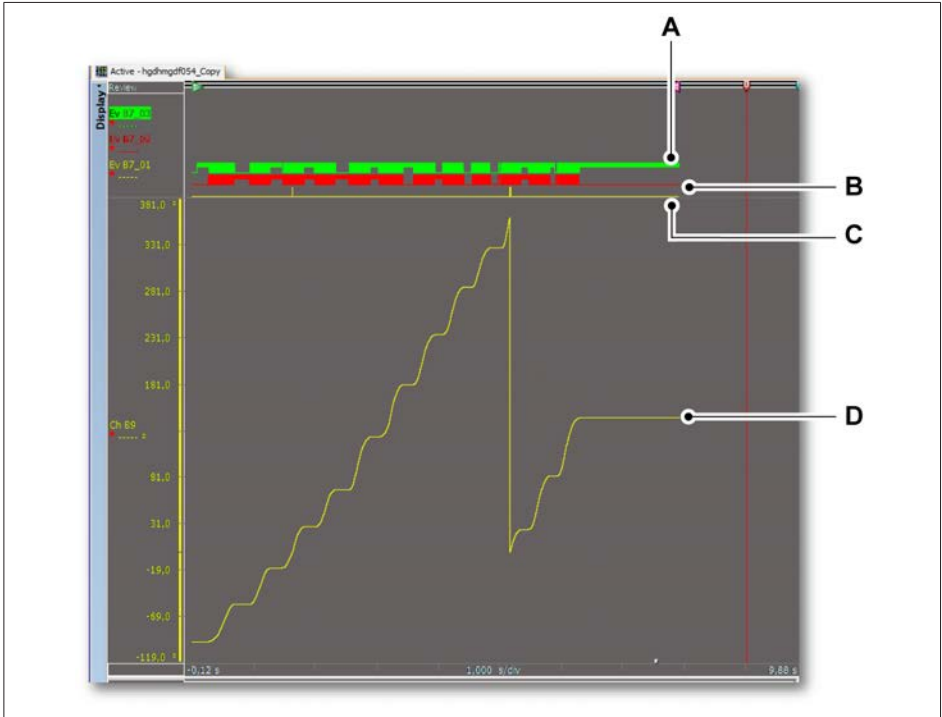 A
Active - hgdhmgdf054_Copy
Display
Review
Ev B7_03
Ev B7_02
Ev B7_01
B
C
381,0 °
331,0
281,0
231,0
181,0
Ch B9
D
81,0
31,0
-19,0
-69,0
-119,0 °
-0,12 s
1,000 s/div
9,88 s